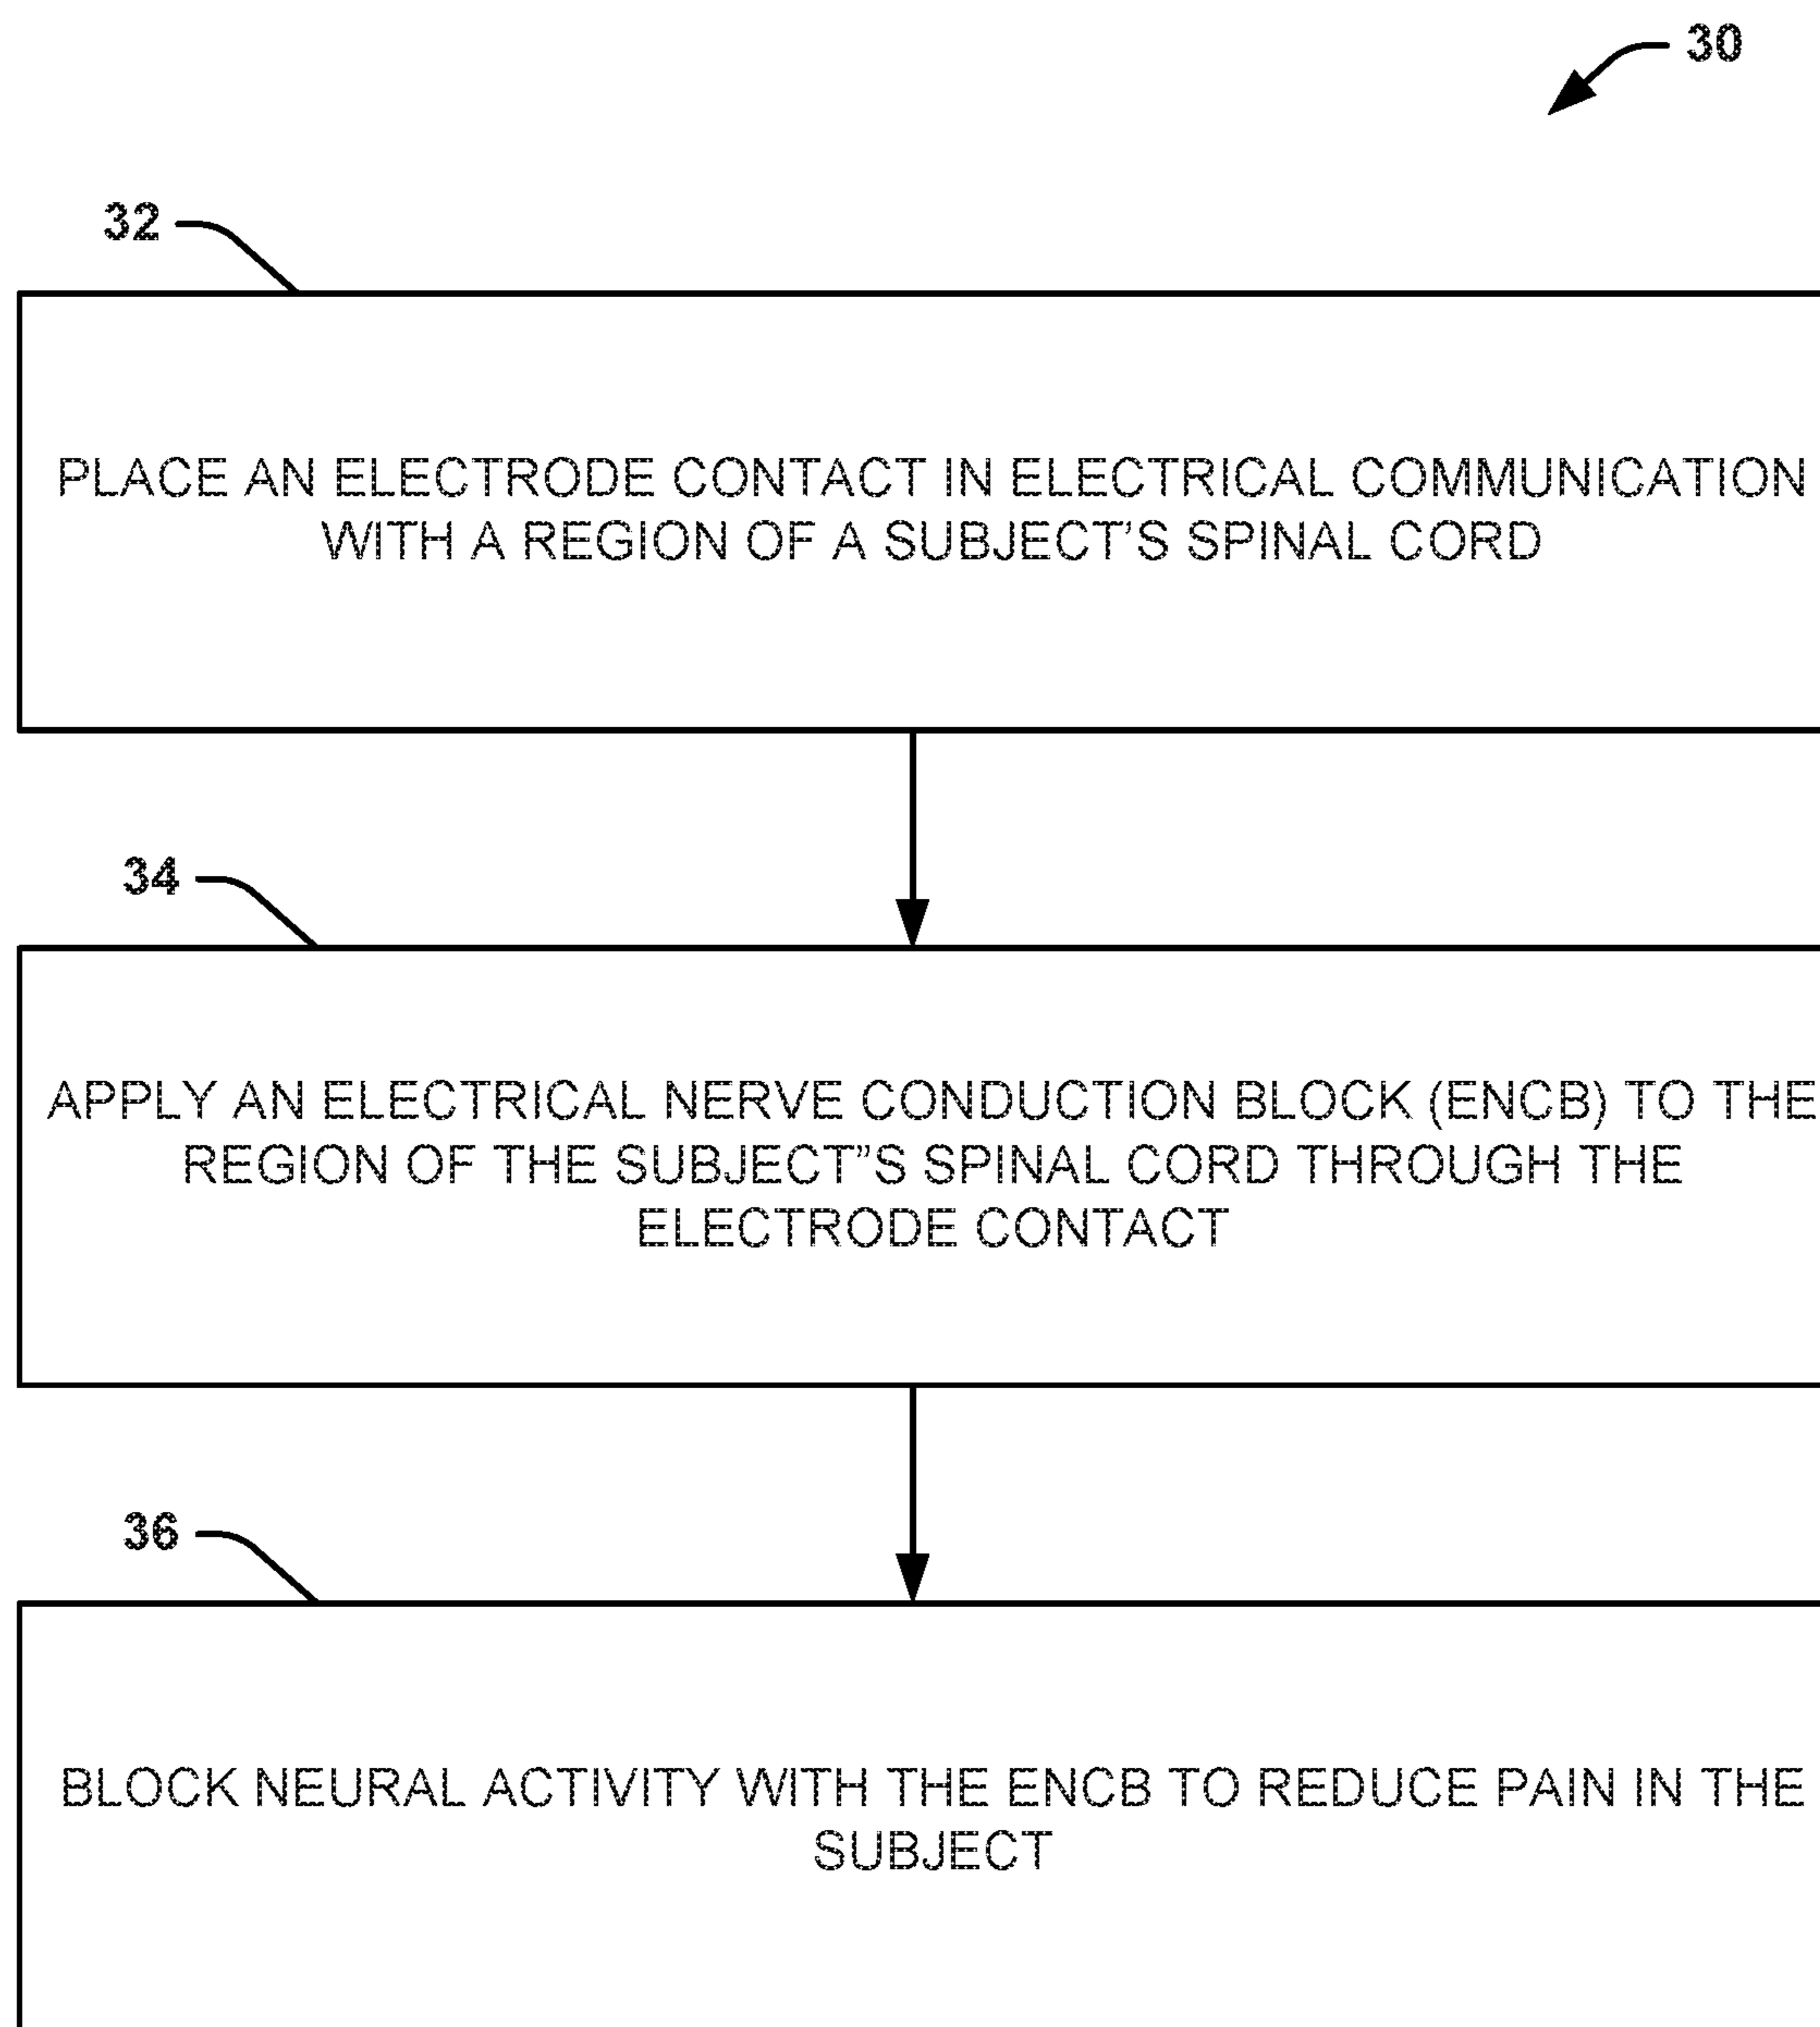 30
32
PLACE AN ELECTRODE CONTACT IN ELECTRICAL COMMUNICATION
WITH A REGION OF A SUBJECT'S SPINAL CORD
34
APPLY AN ELECTRICAL NERVE CONDUCTION BLOCK (ENCB) TO THE
REGION OF THE SUBJECT"S SPINAL CORD THROUGH THE
ELECTRODE CONTACT
36
BLOCK NEURAL ACTIVITY WITH THE ENCB TO REDUCE PAIN IN THE
SUBJECT